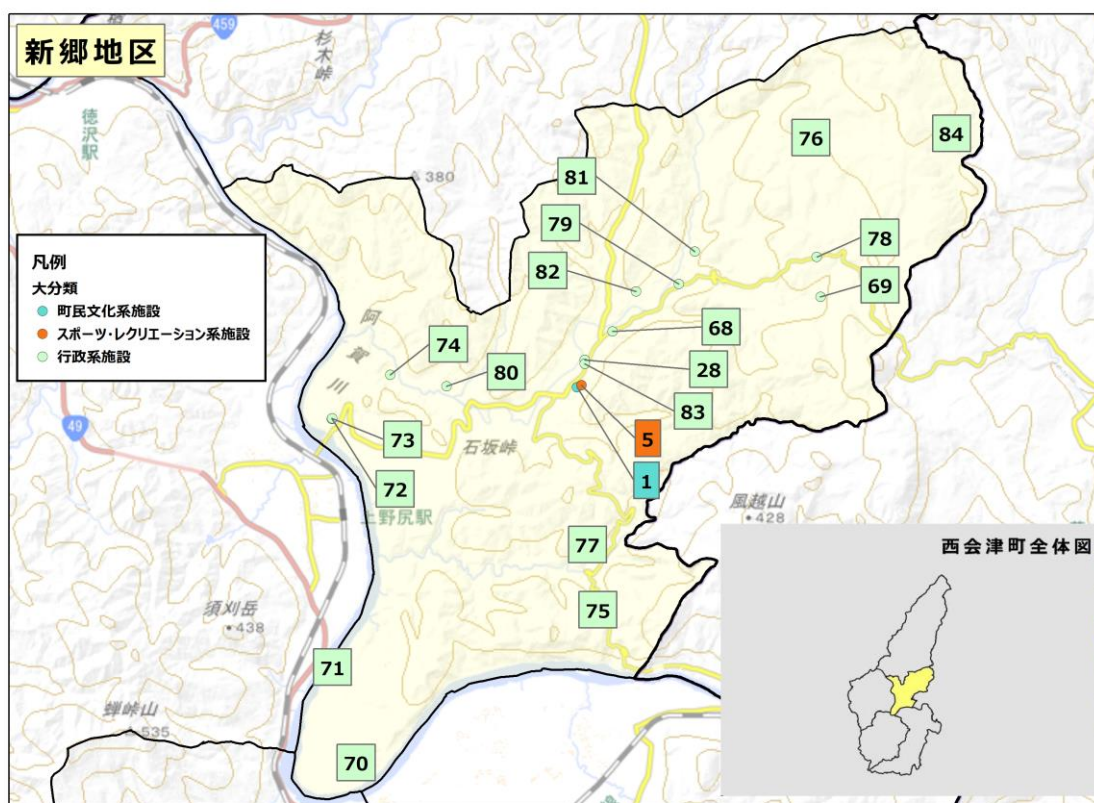 459
新郷地区
杉木峠
徳沢駅
380
76
84
81
79
78
82
69
凡例
大分類
町民文化系施設
スポーツ・レクリエーション系施設
行政系施設
阿賀川
74
68
80
28
83
49
73
石坂峠
5
72
1
上野尻駅
風越山
428
77
西会津町全体図
須刈岳
438
75
71
蝉峠山
535
70